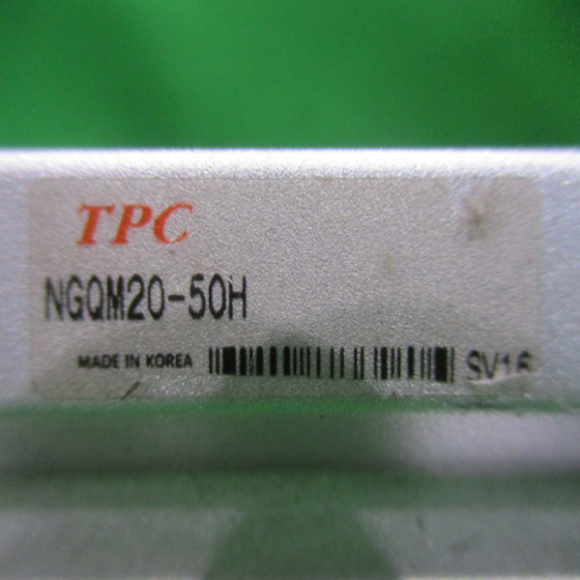 TPC
NGQM20-50H
MADE IN KOREA SV16